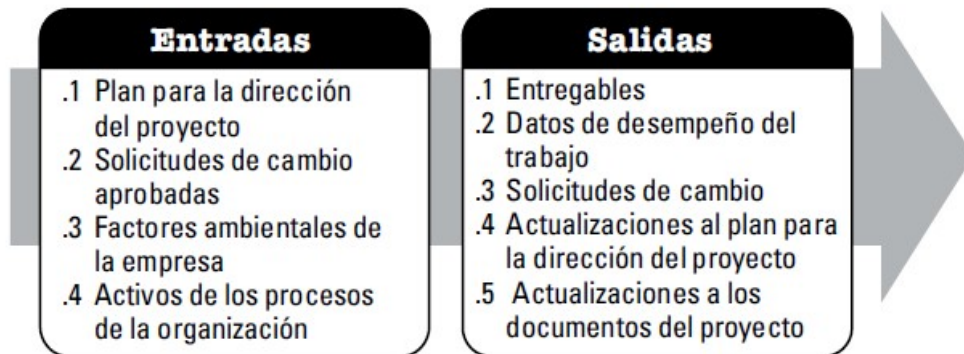 Entradas
.1 Plan para la dirección
del proyecto
.2 Solicitudes de cambio
aprobadas
.3 Factores ambientales de
la empresa
.4 Activos de los procesos
de la organización
Salidas
.1 Entregables
.2 Datos de desempeño del
trabajo
.3 Solicitudes de cambio
.4 Actualizaciones al plan para
la dirección del proyecto
.5 Actualizaciones a los
documentos del proyecto